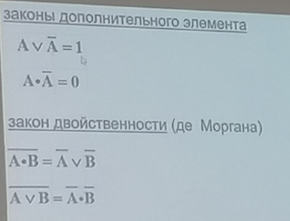 законы дополнительного элемента
A ∨ A̅ = 1
A•A̅ = 0
закон двойственности (де Моргана)
A̅•̅B̅ = A̅ ∨ B̅
A̅ ̅∨̅ ̅B̅ = A̅•B̅